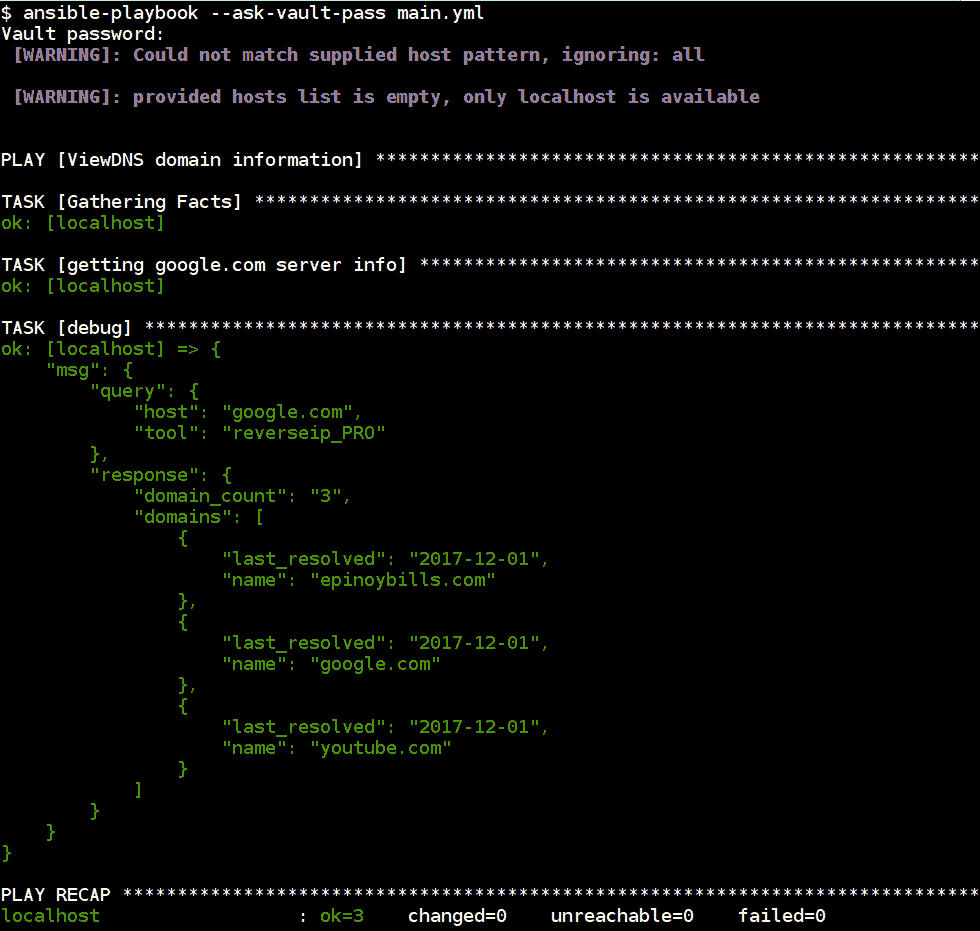 $ ansible-playbook --ask-vault-pass main.yml
Vault password:
 [WARNING]: Could not match supplied host pattern, ignoring: all

 [WARNING]: provided hosts list is empty, only localhost is available


PLAY [ViewDNS domain information] *******************************************************

TASK [Gathering Facts] ******************************************************************
ok: [localhost]

TASK [getting google.com server info] ***************************************************
ok: [localhost]

TASK [debug] ****************************************************************************
ok: [localhost] => {
    "msg": {
        "query": {
            "host": "google.com",
            "tool": "reverseip_PRO"
        },
        "response": {
            "domain_count": "3",
            "domains": [
                {
                    "last_resolved": "2017-12-01",
                    "name": "epinoybills.com"
                },
                {
                    "last_resolved": "2017-12-01",
                    "name": "google.com"
                },
                {
                    "last_resolved": "2017-12-01",
                    "name": "youtube.com"
                }
            ]
        }
    }
}

PLAY RECAP ******************************************************************************
localhost                  : ok=3    changed=0    unreachable=0    failed=0